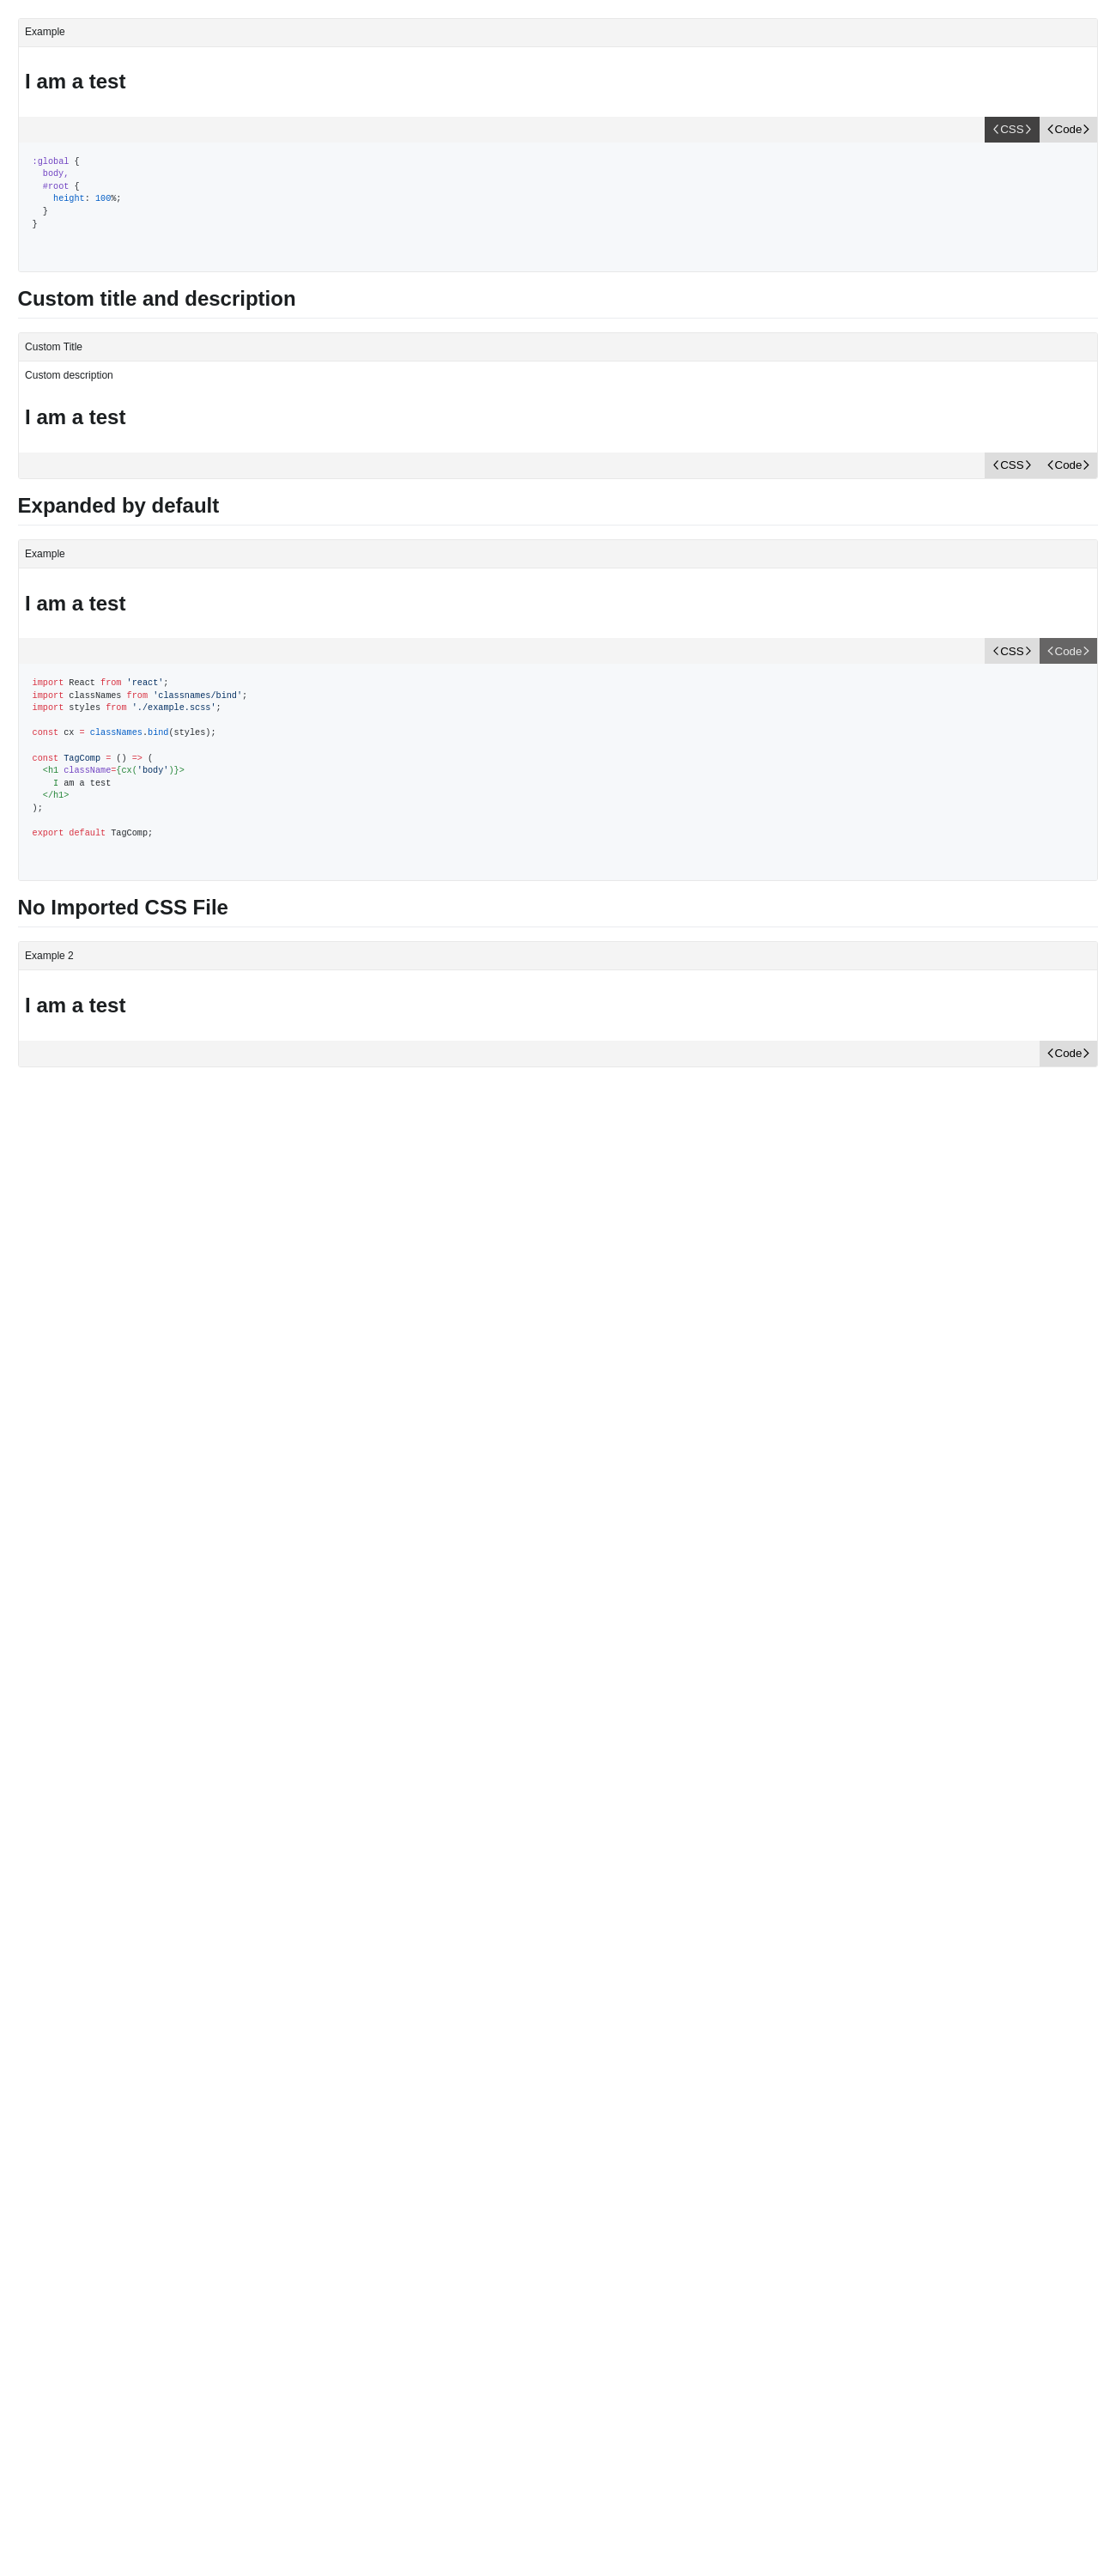 Example
I am a test
<CSS> <Code>
:global {
  body,
  #root {
    height: 100%;
  }
}
Custom title and description
Custom Title
Custom description
I am a test
<CSS> <Code>
Expanded by default
Example
I am a test
<CSS> <Code>
import React from 'react';
import classNames from 'classnames/bind';
import styles from './example.scss';
const cx = classNames.bind(styles);
const TagComp = () => (
  <h1 className={cx('body')}>
    I am a test
  </h1>
);
export default TagComp;
No Imported CSS File
Example 2
I am a test
<Code>